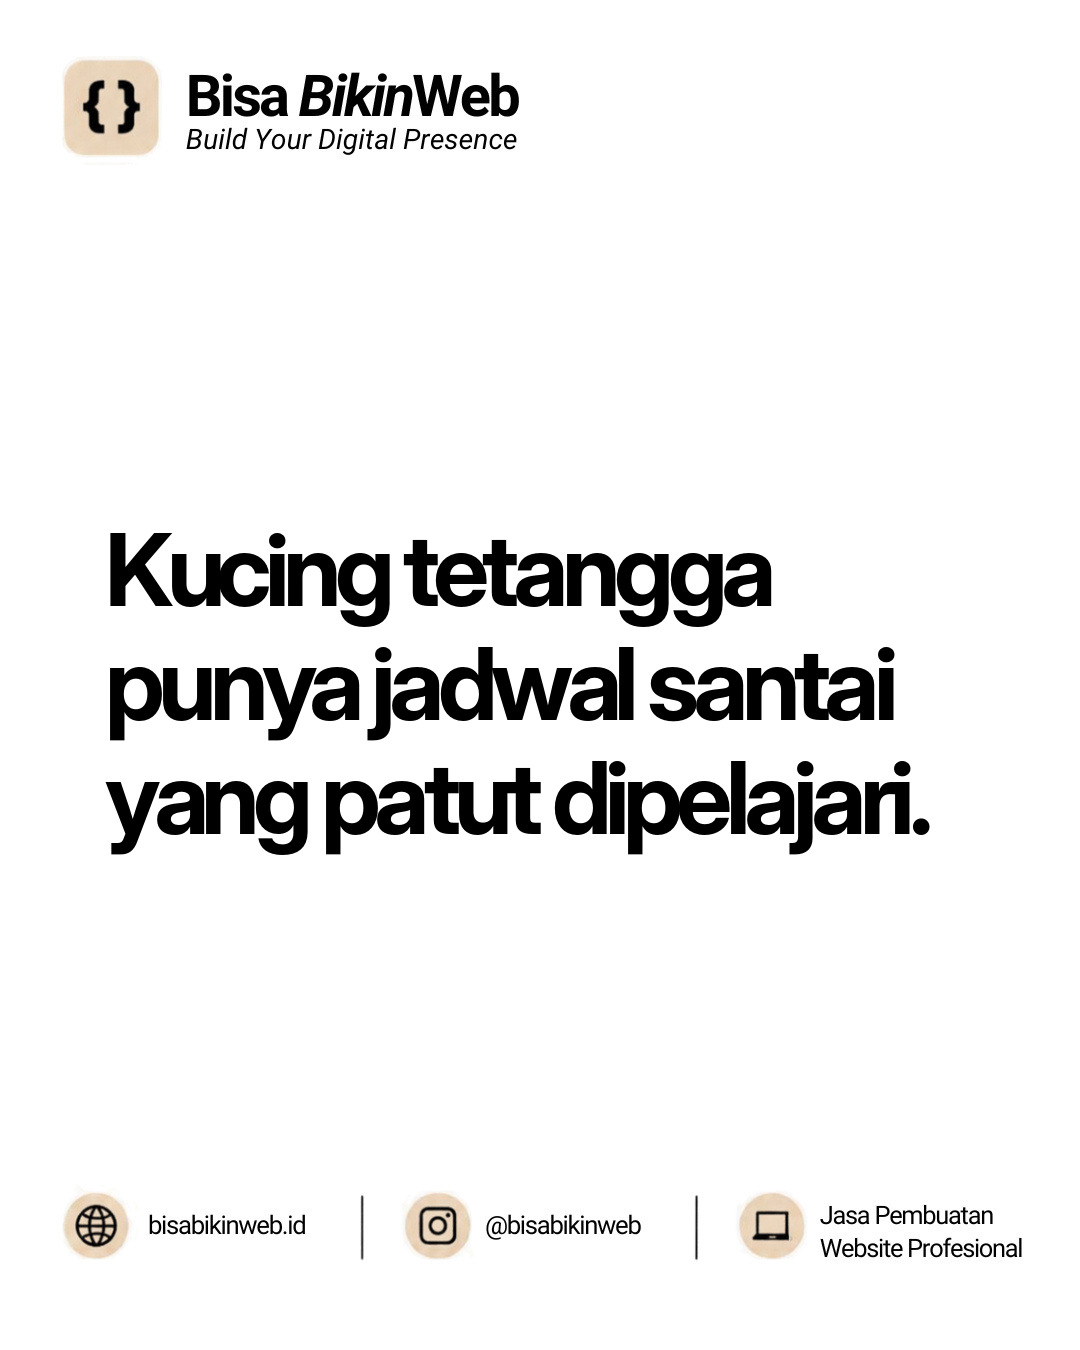 { }
Bisa BikinWeb
Build Your Digital Presence
Kucing tetangga
punya jadwal santai
yang patut dipelajari.
bisabikinweb.id
@bisabikinweb
Jasa Pembuatan
Website Profesional